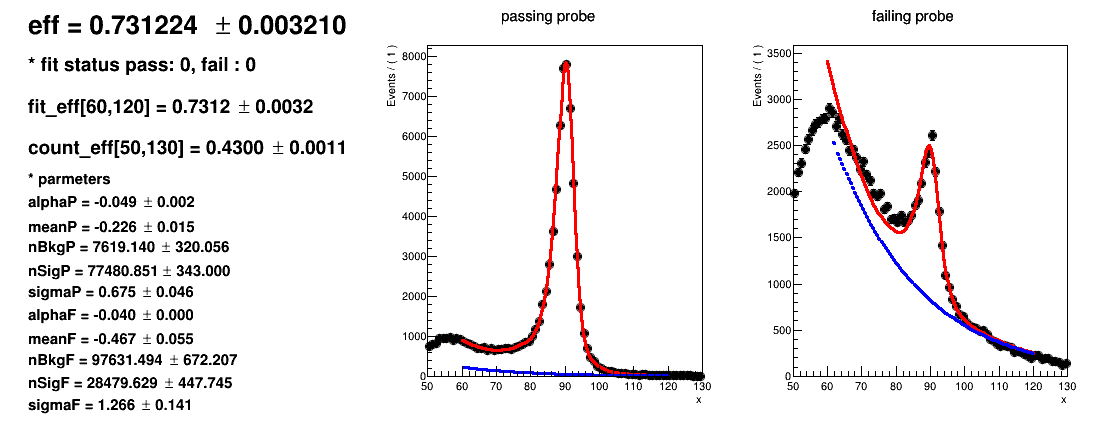 eff = 0.731224 ± 0.003210
* fit status pass: 0, fail : 0
fit_eff[60,120] = 0.7312 ± 0.0032
count_eff[50,130] = 0.4300 ± 0.0011
* parmeters
alphaP = -0.049 ± 0.002
meanP = -0.226 ± 0.015
nBkgP = 7619.140 ± 320.056
nSigP = 77480.851 ± 343.000
sigmaP = 0.675 ± 0.046
alphaF = -0.040 ± 0.000
meanF = -0.467 ± 0.055
nBkgF = 97631.494 ± 672.207
nSigF = 28479.629 ± 447.745
sigmaF = 1.266 ± 0.141
passing probe
Events / ( 1 )
8000
7000
6000
5000
4000
3000
2000
1000
0
50 60 70 80 90 100 110 120 130
x
failing probe
Events / ( 1 )
3500
3000
2500
2000
1500
1000
500
0
50 60 70 80 90 100 110 120 130
x